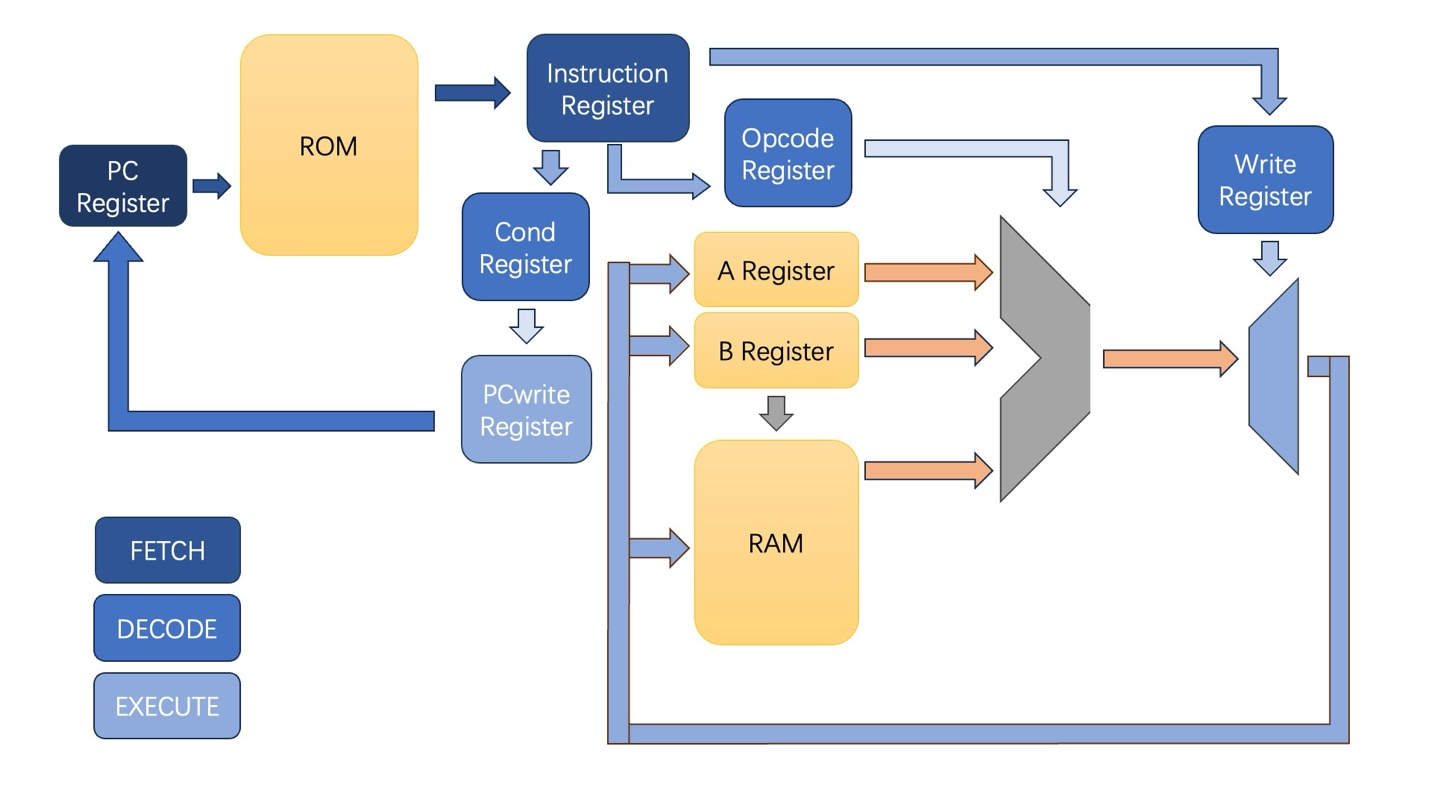 Instruction
Register
ROM
Opcode
Register
PC
Register
Write
Register
Cond
Register
A Register
B Register
PCwrite
Register
RAM
FETCH
DECODE
EXECUTE